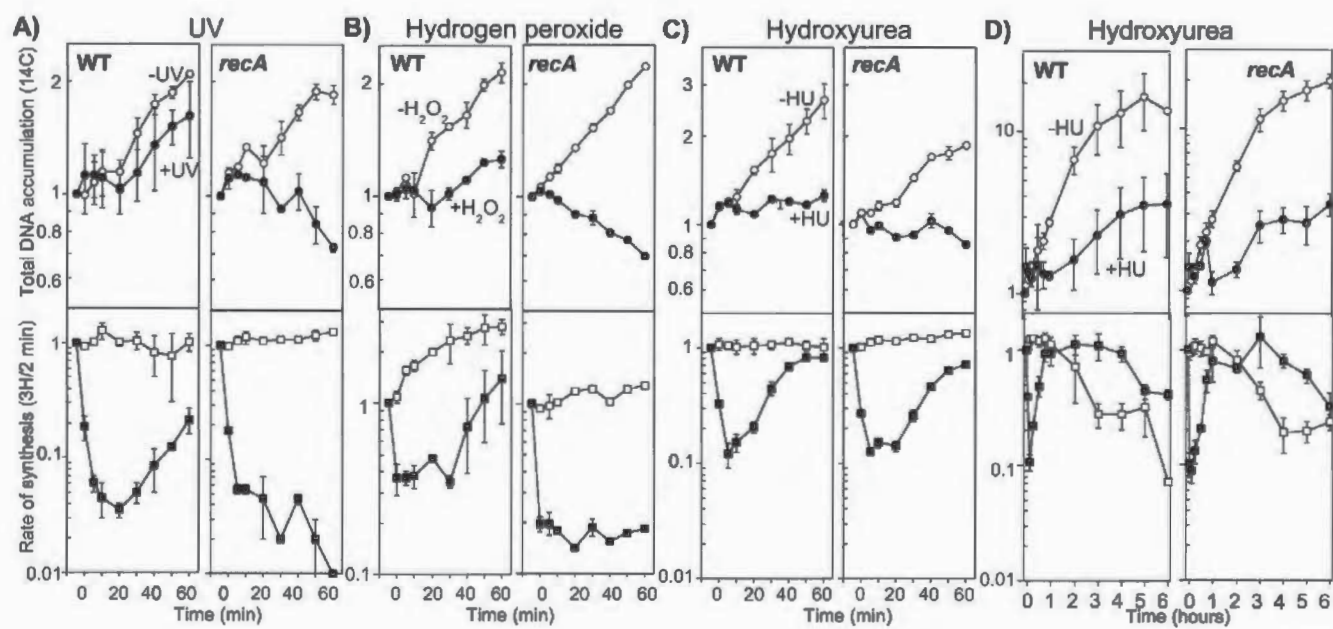 A) UV B) Hydrogen peroxide C) Hydroxyurea D) Hydroxyurea
Total DNA accumulation (14C)
WT recA WT recA WT recA WT recA
-UV +UV -H2O2 +H2O2 -HU +HU -HU +HU
2 1 0.8 0.6
2 1 0.8
3 2 1 0.8 0.6
10 1
Rate of synthesis (3H/2 min)
1 0.1 0.01
1 0.1
1 0.1 0.01
1 0.1 0.01
0 20 40 60 0 20 40 60 0 20 40 60 0 20 40 60 0 20 40 60 0 20 40 60 0 1 2 3 4 5 6 0 1 2 3 4 5 6
Time (min) Time (min) Time (min) Time (hours)